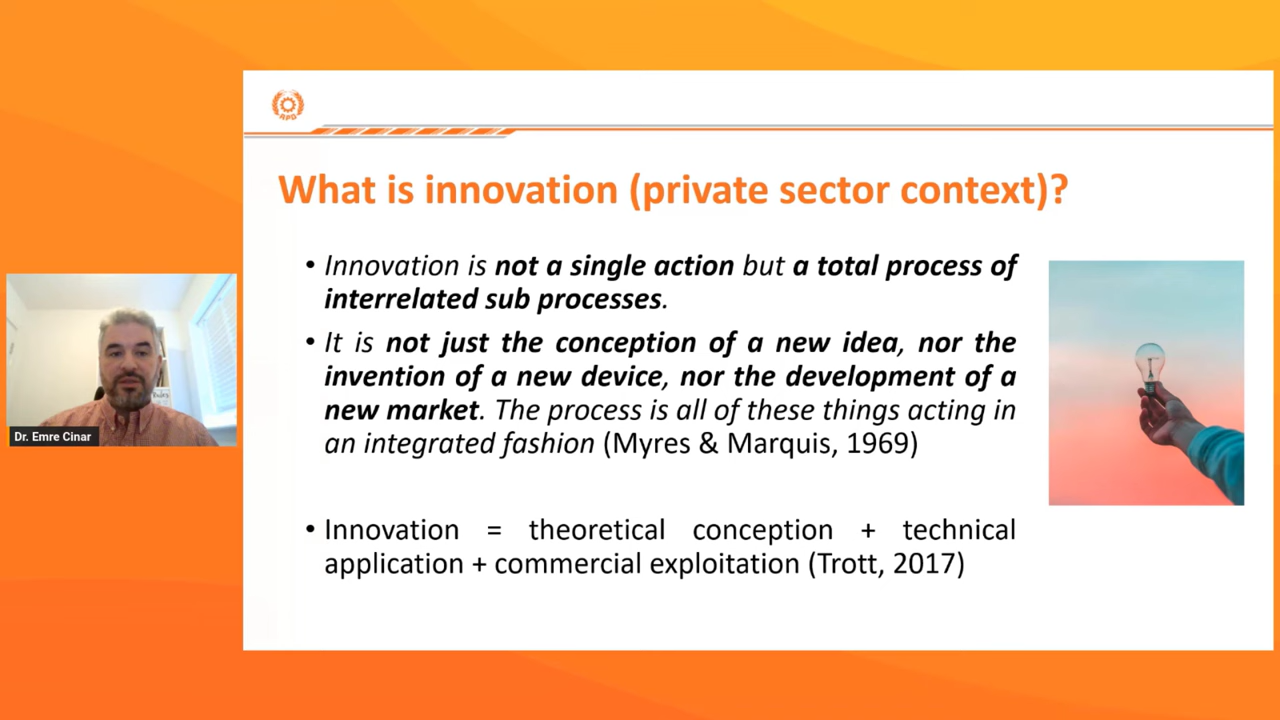 APO
What is innovation (private sector context)?
• Innovation is not a single action but a total process of
interrelated sub processes.
• It is not just the conception of a new idea, nor the
invention of a new device, nor the development of a
new market. The process is all of these things acting in
an integrated fashion (Myres & Marquis, 1969)
• Innovation = theoretical conception + technical
application + commercial exploitation (Trott, 2017)
Rules
Dr. Emre Cinar